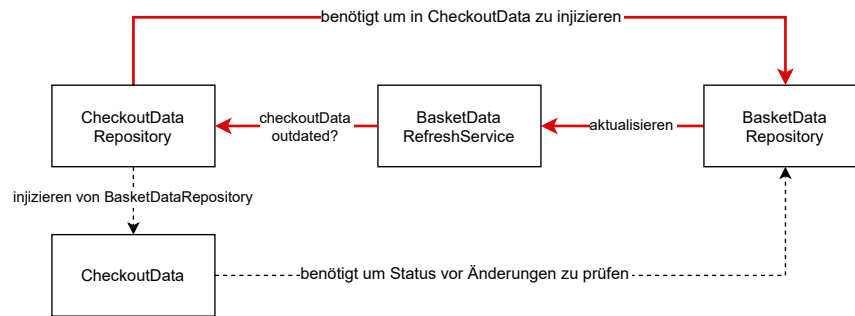 benötigt um in CheckoutData zu injizieren
CheckoutData
Repository
checkoutData
outdated?
BasketData
RefreshService
aktualisieren
BasketData
Repository
injizieren von BasketDataRepository
CheckoutData
benötigt um Status vor Änderungen zu prüfen